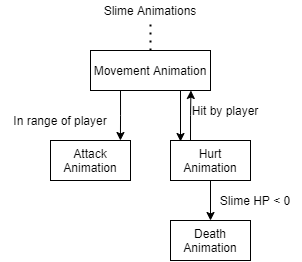 Slime Animations
Movement Animation
In range of player
Hit by player
Attack
Animation
Hurt
Animation
Slime HP < 0
Death
Animation